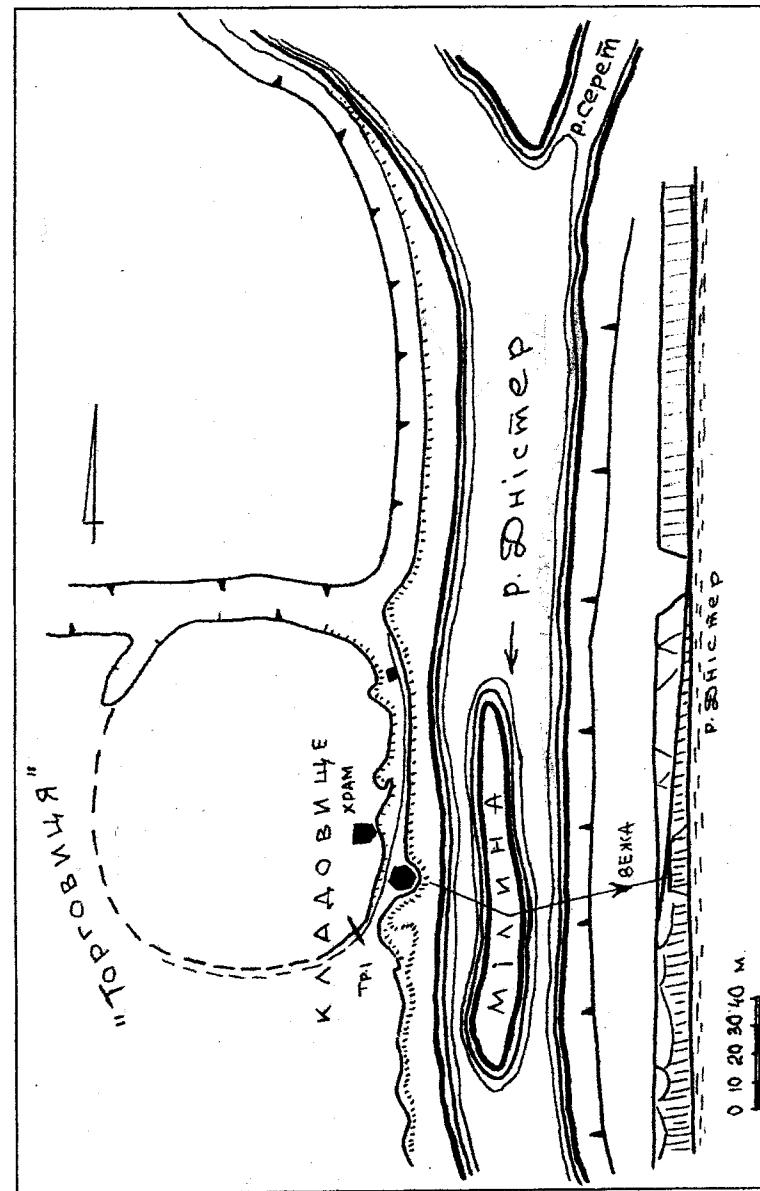 р. Серет
р. Дністер
"Торговиця"
КЛАДОВИЩЕ
ХРАМ
Тр.1
МІЛИНА
ВЕЖА
р. Дністер
0 10 20 30 40 м.